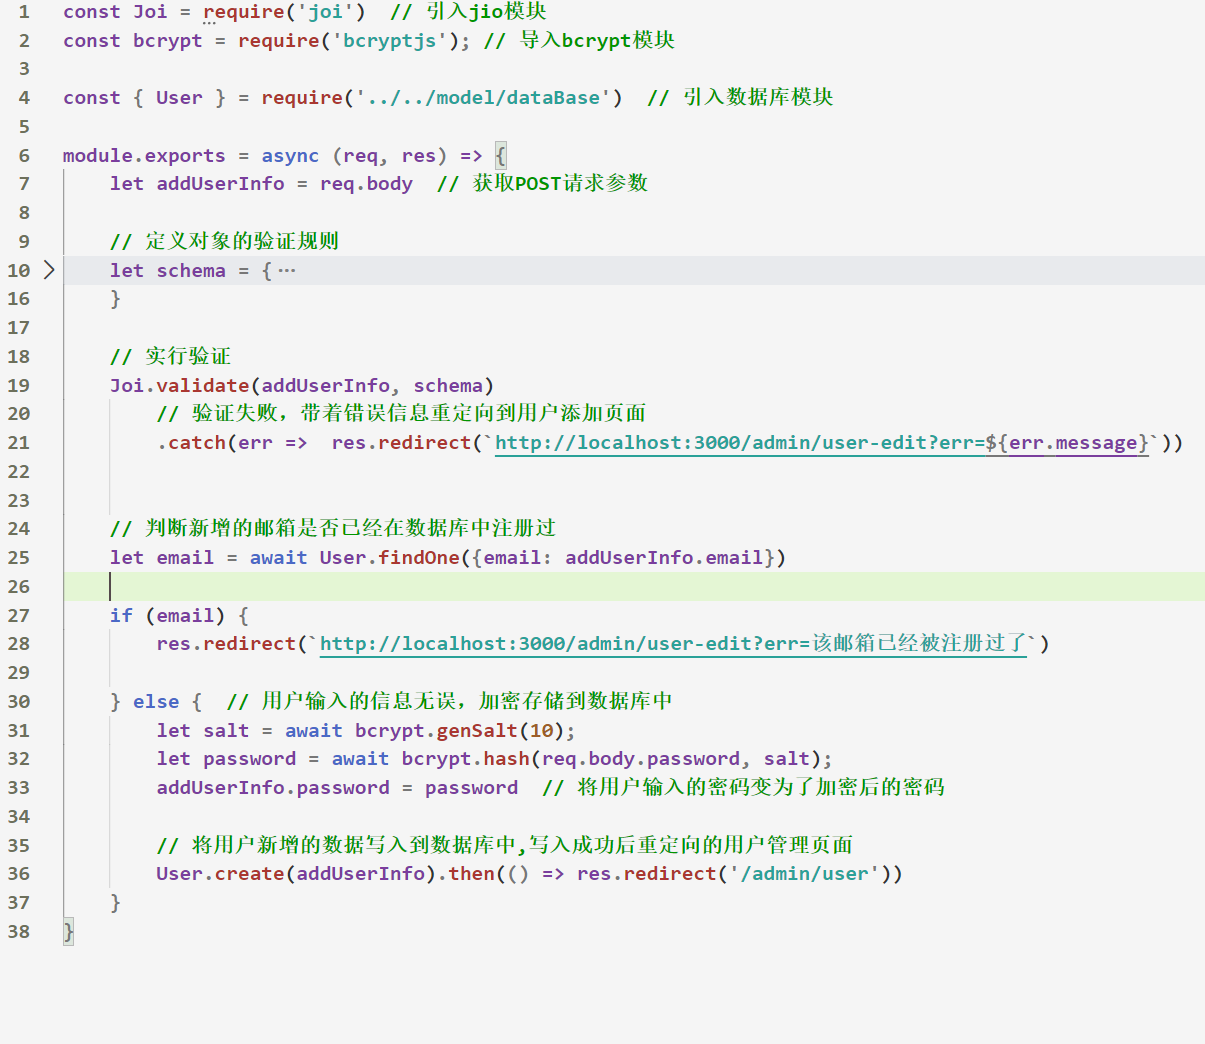 1 const Joi = require('joi')  // 引入jio模块
2 const bcrypt = require('bcryptjs'); // 导入bcrypt模块
3
4 const { User } = require('../../model/dataBase')  // 引入数据库模块
5
6 module.exports = async (req, res) => {
7     let addUserInfo = req.body  // 获取POST请求参数
8
9     // 定义对象的验证规则
10     let schema = {···
16     }
17
18     // 实行验证
19     Joi.validate(addUserInfo, schema)
20         // 验证失败，带着错误信息重定向到用户添加页面
21         .catch(err =>  res.redirect(`http://localhost:3000/admin/user-edit?err=${err.message}`))
22
23
24     // 判断新增的邮箱是否已经在数据库中注册过
25     let email = await User.findOne({email: addUserInfo.email})
26
27     if (email) {
28         res.redirect(`http://localhost:3000/admin/user-edit?err=该邮箱已经被注册过了`)
29
30     } else {  // 用户输入的信息无误，加密存储到数据库中
31         let salt = await bcrypt.genSalt(10);
32         let password = await bcrypt.hash(req.body.password, salt);
33         addUserInfo.password = password  // 将用户输入的密码变为了加密后的密码
34
35         // 将用户新增的数据写入到数据库中,写入成功后重定向的用户管理页面
36         User.create(addUserInfo).then(() => res.redirect('/admin/user'))
37     }
38 }